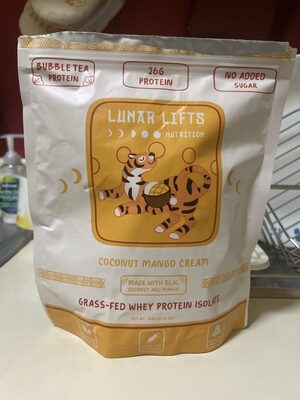 BUBBLE TEA
PROTEIN
26G
PROTEIN
NO ADDED
SUGAR
LUNAR LIFTS
NUTRITION
COCONUT MANGO CREAM
MADE WITH REAL
COCONUT AND MANGO
GRASS-FED WHEY PROTEIN ISOLATE